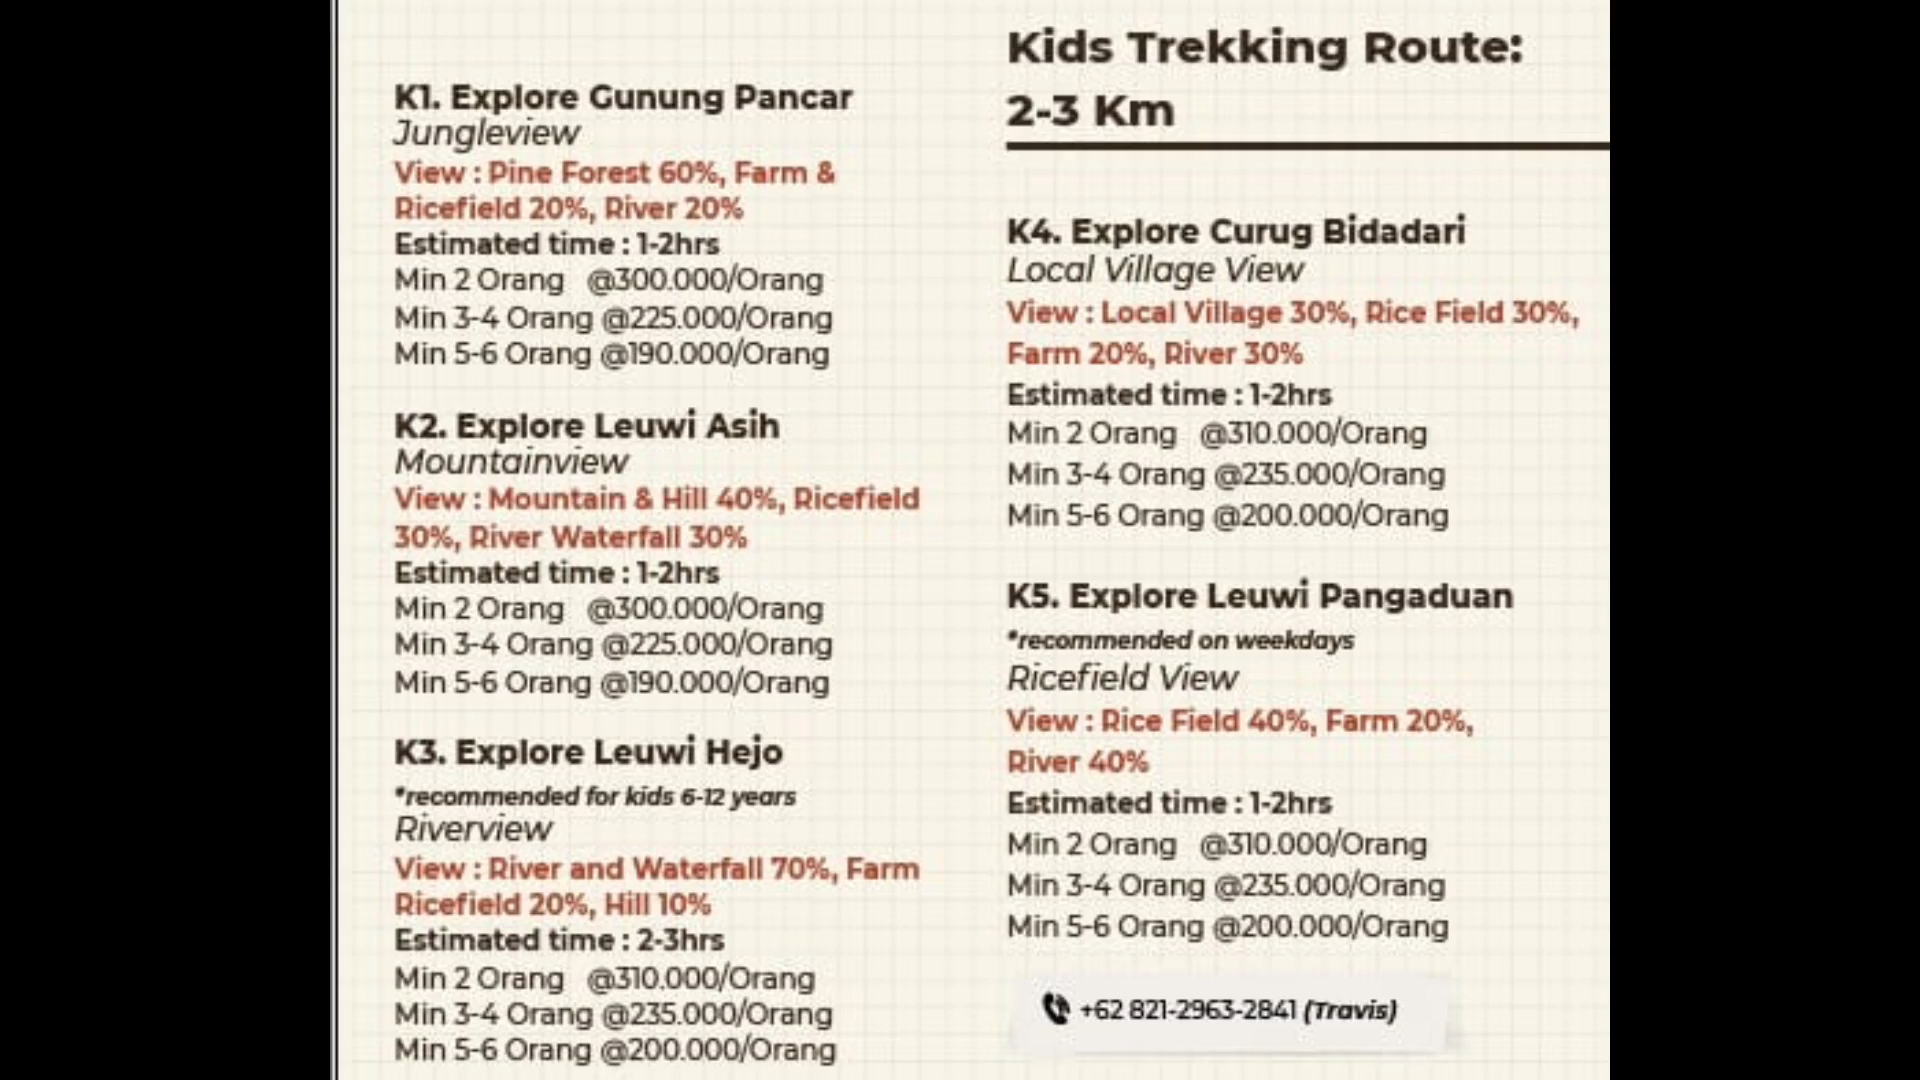 Kids Trekking Route:
2-3 Km
K1. Explore Gunung Pancar
Jungleview
View : Pine Forest 60%, Farm &
Ricefield 20%, River 20%
Estimated time : 1-2hrs
Min 2 Orang @300.000/Orang
Min 3-4 Orang @225.000/Orang
Min 5-6 Orang @190.000/Orang
K2. Explore Leuwi Asih
Mountainview
View : Mountain & Hill 40%, Ricefield
30%, River Waterfall 30%
Estimated time : 1-2hrs
Min 2 Orang @300.000/Orang
Min 3-4 Orang @225.000/Orang
Min 5-6 Orang @190.000/Orang
K3. Explore Leuwi Hejo
*recommended for kids 6-12 years
Riverview
View : River and Waterfall 70%, Farm
Ricefield 20%, Hill 10%
Estimated time : 2-3hrs
Min 2 Orang @310.000/Orang
Min 3-4 Orang @235.000/Orang
Min 5-6 Orang @200.000/Orang
K4. Explore Curug Bidadari
Local Village View
View : Local Village 30%, Rice Field 30%,
Farm 20%, River 30%
Estimated time : 1-2hrs
Min 2 Orang @310.000/Orang
Min 3-4 Orang @235.000/Orang
Min 5-6 Orang @200.000/Orang
K5. Explore Leuwi Pangaduan
*recommended on weekdays
Ricefield View
View : Rice Field 40%, Farm 20%,
River 40%
Estimated time : 1-2hrs
Min 2 Orang @310.000/Orang
Min 3-4 Orang @235.000/Orang
Min 5-6 Orang @200.000/Orang
+62 821-2963-2841 (Travis)